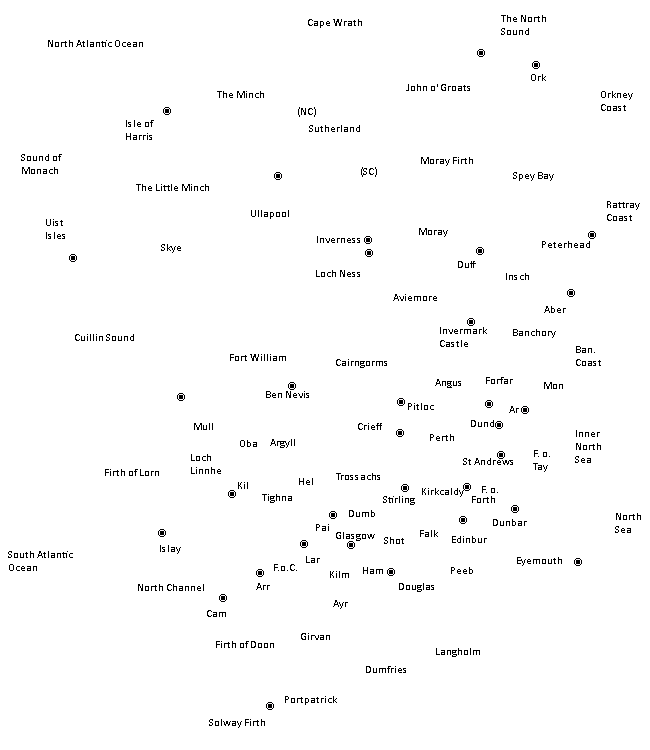 The North
Sound
Cape Wrath
North Atlantic Ocean
Ork
John o' Groats
The Minch
Orkney
Coast
(NC)
Isle of
Harris
Sutherland
Sound of
Monach
Moray Firth
(SC)
Spey Bay
The Little Minch
Rattray
Coast
Ullapool
Uist
Isles
Moray
Inverness
Peterhead
Skye
Duff
Loch Ness
Insch
Aviemore
Aber
Invermark
Castle
Banchory
Cuillin Sound
Ban.
Coast
Fort William
Cairngorms
Angus
Forfar
Mon
Ben Nevis
Pitloc
Ar
Mull
Crieff
Dund
Perth
Inner
North
Sea
Oba
Argyll
Loch
Linnhe
St Andrews
F. o.
Tay
Firth of Lorn
Trossachs
Hel
Kil
Kirkcaldy
F. o.
Forth
Tighna
Stirling
Dumb
Pai
Dunbar
North
Sea
Glasgow
Shot
Falk
Edinbur
Islay
South Atlantic
Ocean
Lar
Eyemouth
F.o.C.
Kilm
Ham
Peeb
North Channel
Arr
Douglas
Ayr
Cam
Girvan
Firth of Doon
Langholm
Dumfries
Portpatrick
Solway Firth